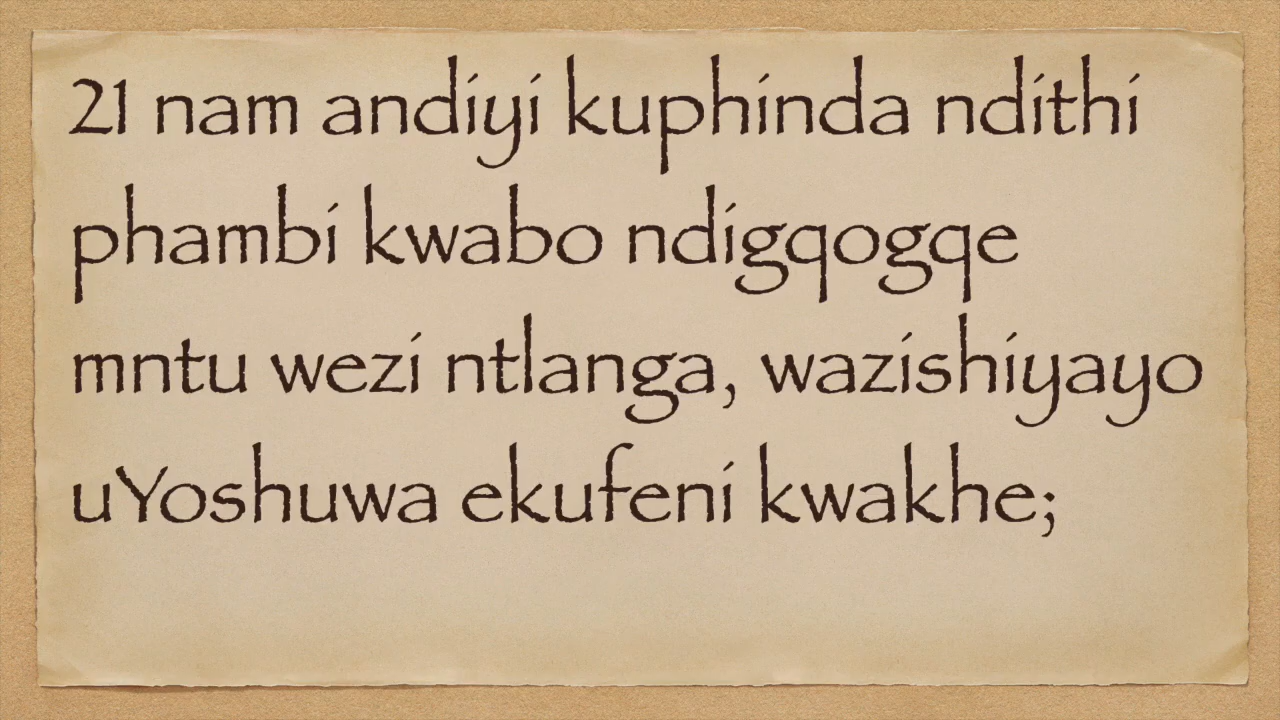 21 nam andiyi kuphinda ndithi
phambi kwabo ndigqogqe
mntu wezi ntlanga, wazishiyayo
uYoshuwa ekufeni kwakhe;